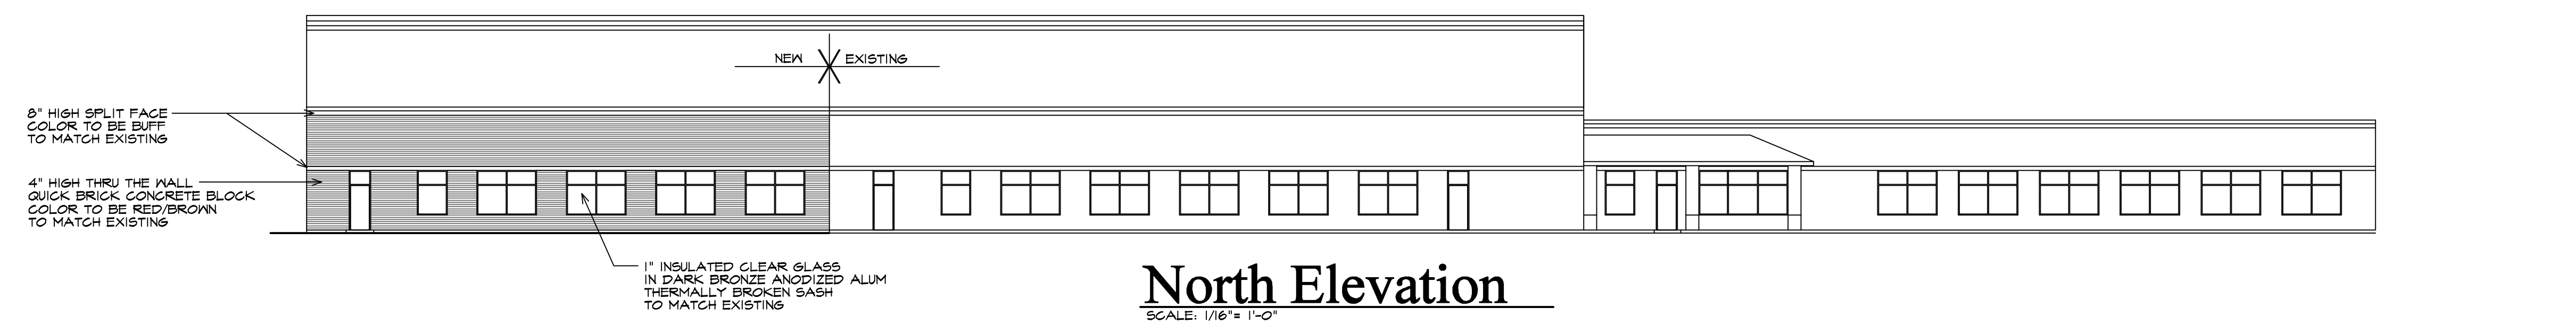 NEW EXISTING
8" HIGH SPLIT FACE
COLOR TO BE BUFF
TO MATCH EXISTING
4" HIGH THRU THE WALL
QUICK BRICK CONCRETE BLOCK
COLOR TO BE RED/BROWN
TO MATCH EXISTING
1" INSULATED CLEAR GLASS
IN DARK BRONZE ANODIZED ALUM
THERMALLY BROKEN SASH
TO MATCH EXISTING
North Elevation
SCALE: 1/16"= 1'-0"